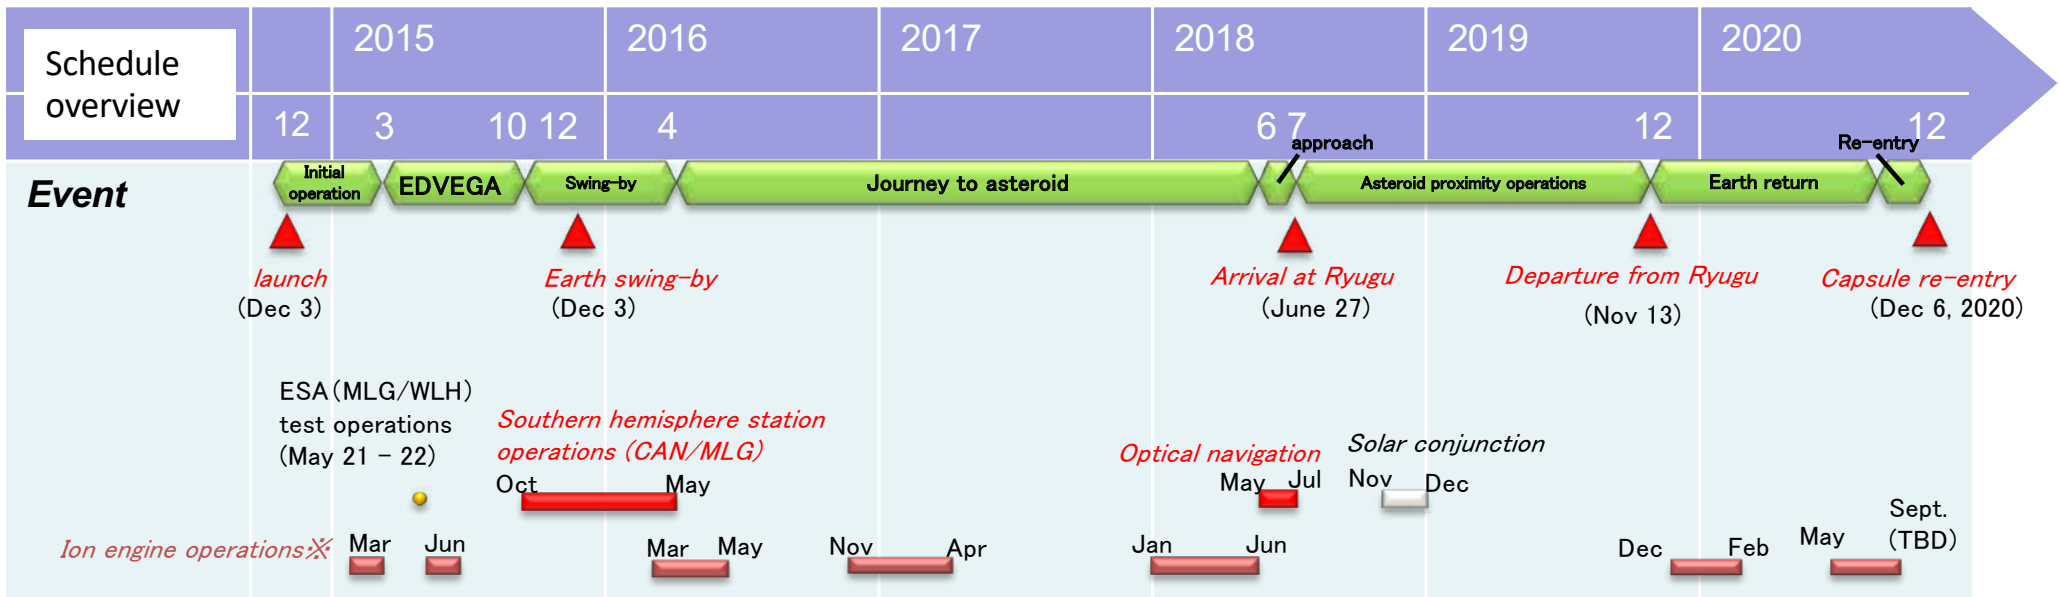 Schedule
overview
2015 2016 2017 2018 2019 2020
12 3 10 12 4 6 7 12 12
approach
Re-entry
Event
Initial
operation
EDVEGA
Swing-by
Journey to asteroid
Asteroid proximity operations
Earth return
launch
(Dec 3)
Earth swing-by
(Dec 3)
Arrival at Ryugu
(June 27)
Departure from Ryugu
(Nov 13)
Capsule re-entry
(Dec 6, 2020)
ESA(MLG/WLH)
test operations
(May 21 - 22)
Southern hemisphere station
operations (CAN/MLG)
Oct May
Optical navigation
May Jul
Solar conjunction
Nov Dec
Ion engine operations※
Mar Jun Mar May Nov Apr Jan Jun Dec Feb May Sept.
(TBD)